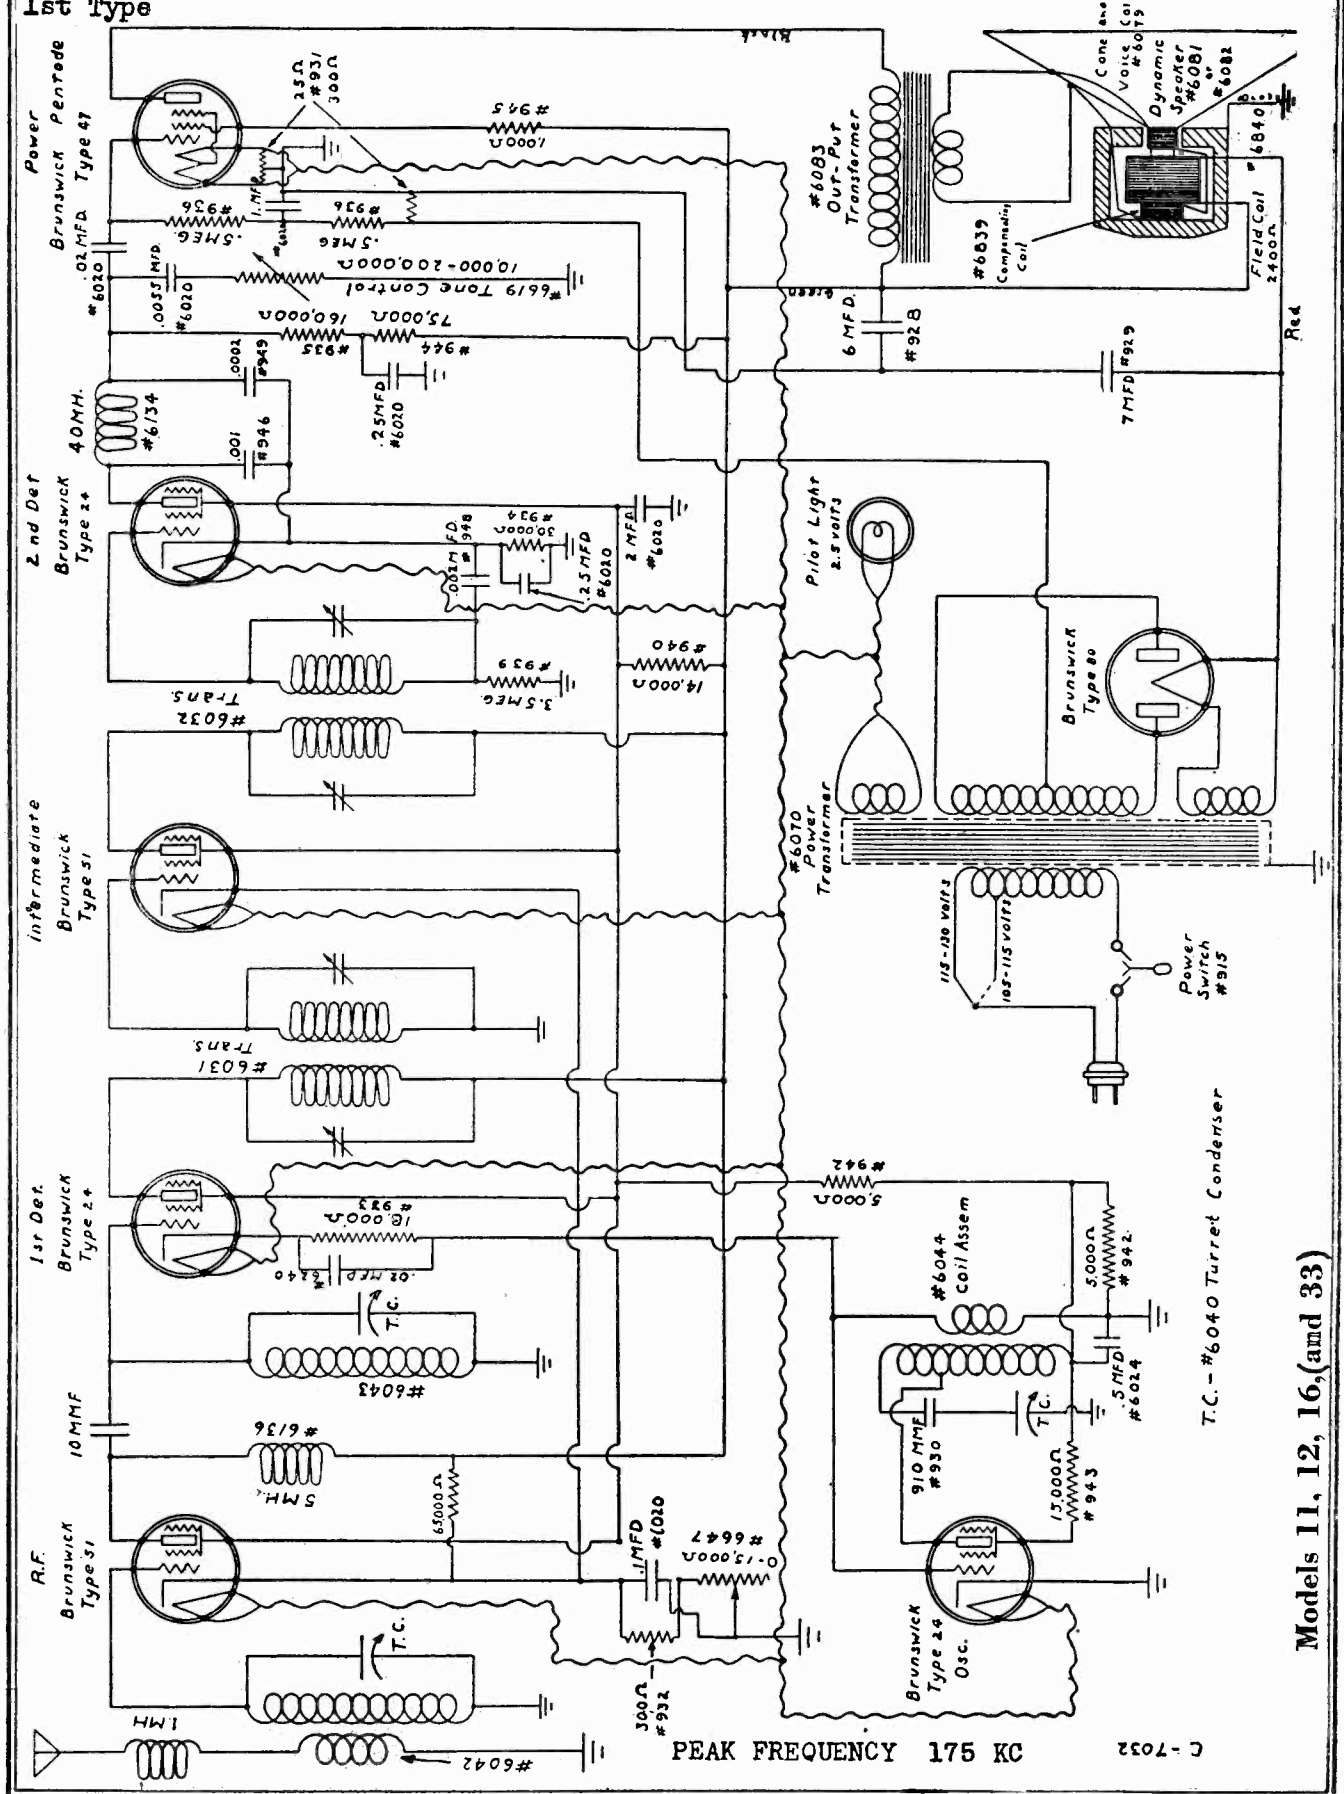 1st Type
Power
Brunswick Pentode
Type 47
25Ω
#931
300Ω
Black
#945
1,000Ω
#936
.5 MEG.
.1 MFD.
#6020
#936
.5 MEG
.02 MFD.
#6020
.0055 MFD.
#6020
10,000-200,000Ω
#6619 Tone Control
160,000Ω
#935
75,000Ω
#944
.25 MFD
#6020
.0002
#949
.001
#946
40 MH.
#6134
#6083
Out-Put
Transformer
Green
6 MFD.
#928
7 MFD
#929
Red
Cone and
Voice Coil
#6079
Dynamic
Speaker
#6081
or
#6082
#6840
Field Coil
2400Ω
#6839
Compensating
Coil
2nd Det
Brunswick
Type 24
.002 MFD.
#948
#934
30,000Ω
.25 MFD
#6020
2 MFD
#6020
#939
3.5 MEG.
#940
14,000Ω
#6032
Trans.
Pilot Light
2.5 Volts
Brunswick
Type 80
#6070
Power
Transformer
115-130 Volts
105-115 Volts
Power
Switch
#915
Intermediate
Brunswick
Type 51
#6031
Trans.
1st Det.
Brunswick
Type 24
#933
18,000Ω
.02 MFD.
#6240
T.C.
#6043
#942
5,000Ω
#6044
Coil Assem
5,000Ω
#942.
.5 MFD
#6024
910 MMF
#930
T.C.
15,000Ω
#943
Brunswick
Type 24
Osc.
T.C. - #6040 Turret Condenser
10 MMF
#6136
5 MH.
65000Ω
R.F.
Brunswick
Type 51
.1 MFD
#6020
#6647
0-15,000Ω
300Ω
#932
T.C.
1 MH
#6042
PEAK FREQUENCY 175 KC
C-7032
Models 11, 12, 16, (and 33)